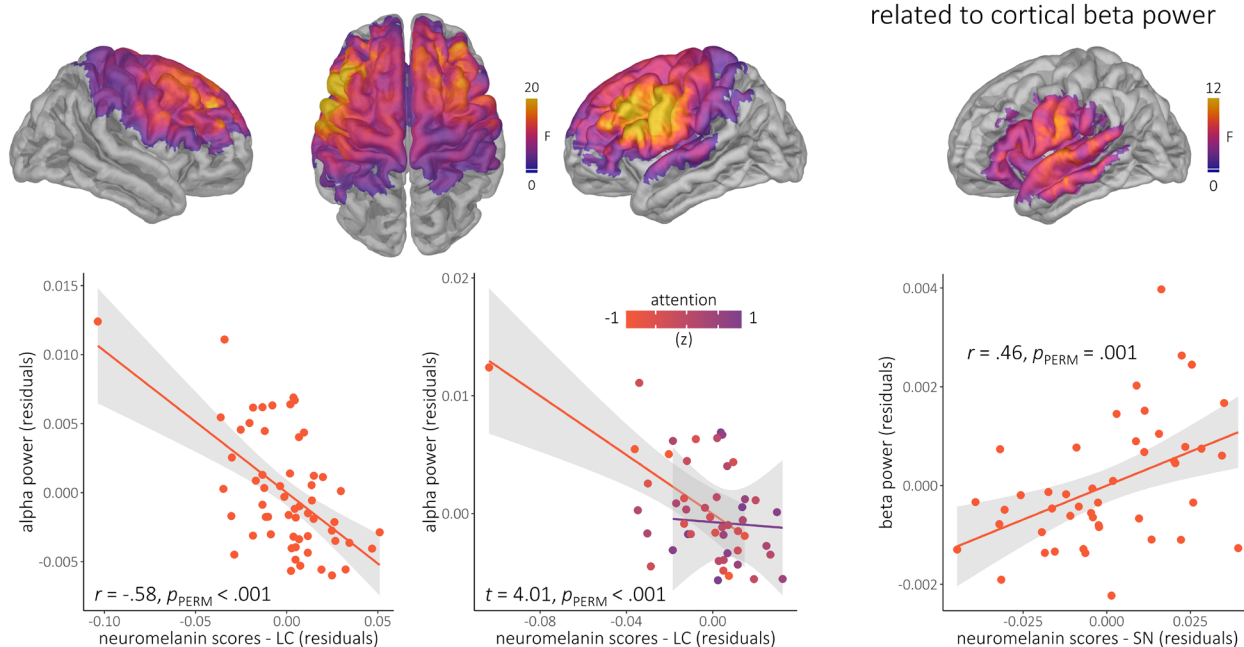 related to cortical beta power
20
F
0
12
F
0
0.015
0.010
0.005
0.000
-0.005
alpha power (residuals)
r = -.58, pPERM < .001
-0.10
-0.05
0.00
0.05
neuromelanin scores - LC (residuals)
0.02
0.01
0.00
alpha power (residuals)
attention
-1
1
(z)
t = 4.01, pPERM < .001
-0.08
-0.04
0.00
neuromelanin scores - LC (residuals)
0.004
0.002
0.000
-0.002
beta power (residuals)
r = .46, pPERM = .001
-0.025
0.000
0.025
neuromelanin scores - SN (residuals)